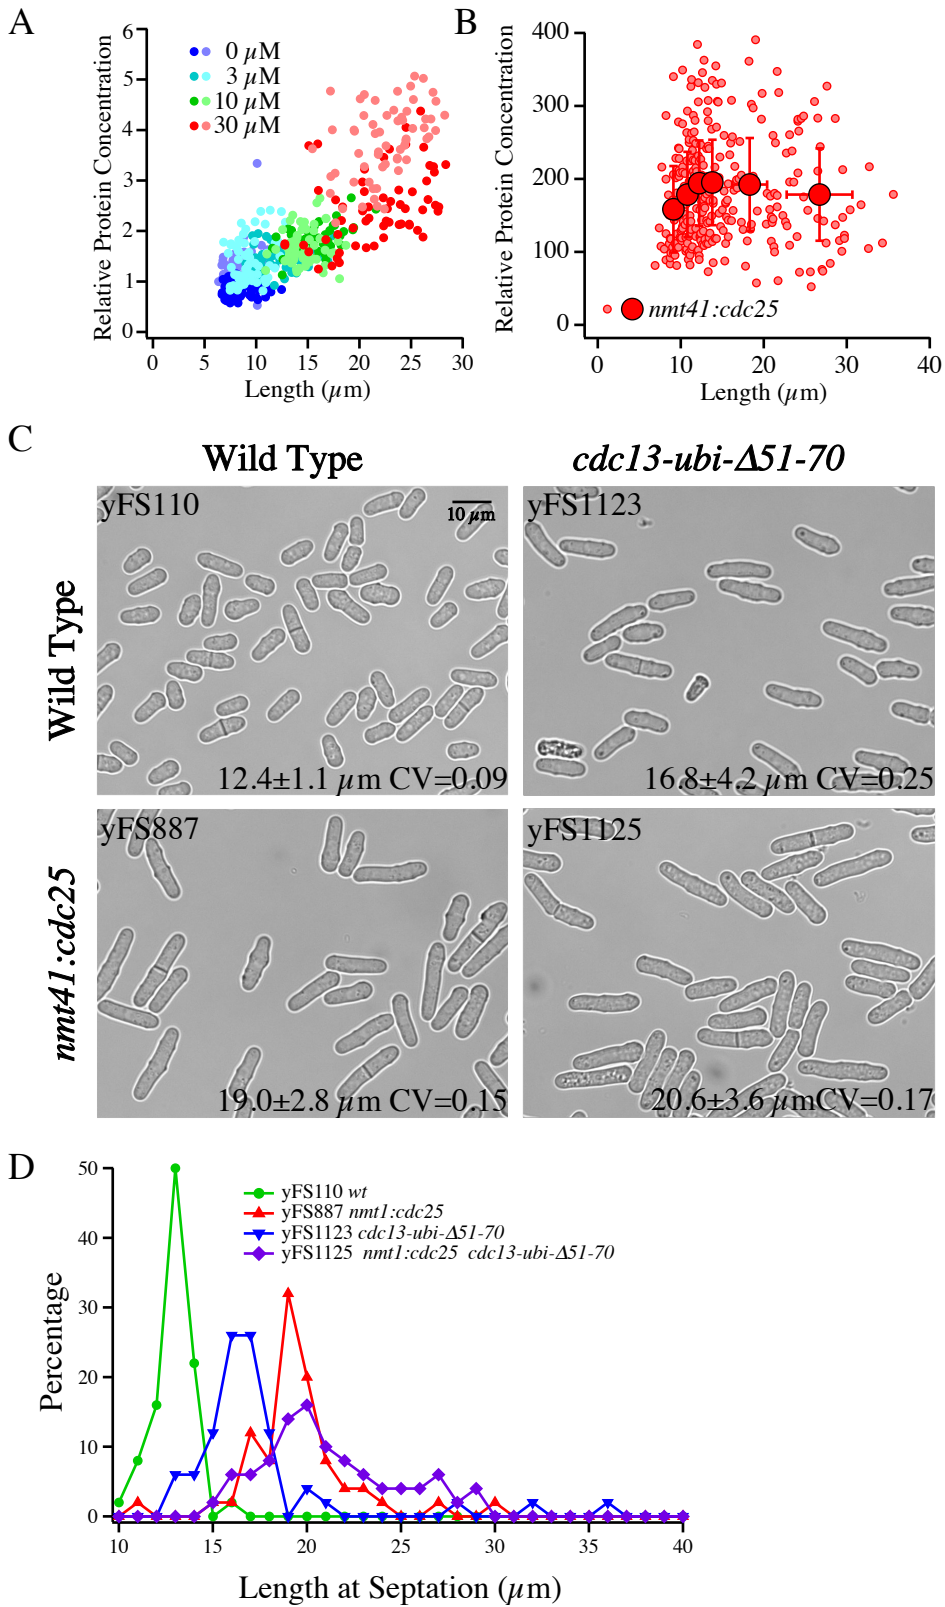 A
Relative Protein Concentration
6
5
4
3
2
1
0
0 µM
3 µM
10 µM
30 µM
0
5
10
15
20
25
30
Length (µm)
B
Relative Protein Concentration
400
300
200
100
0
nmt41:cdc25
0
10
20
30
40
Length (µm)
C
Wild Type
cdc13-ubi-Δ51-70
Wild Type
yFS110
10 µm
12.4±1.1 µm CV=0.09
yFS1123
16.8±4.2 µm CV=0.25
nmt41:cdc25
yFS887
19.0±2.8 µm CV=0.15
yFS1125
20.6±3.6 µmCV=0.17
D
Percentage
50
40
30
20
10
0
yFS110 wt
yFS887 nmt1:cdc25
yFS1123 cdc13-ubi-Δ51-70
yFS1125 nmt1:cdc25 cdc13-ubi-Δ51-70
10
15
20
25
30
35
40
Length at Septation (µm)